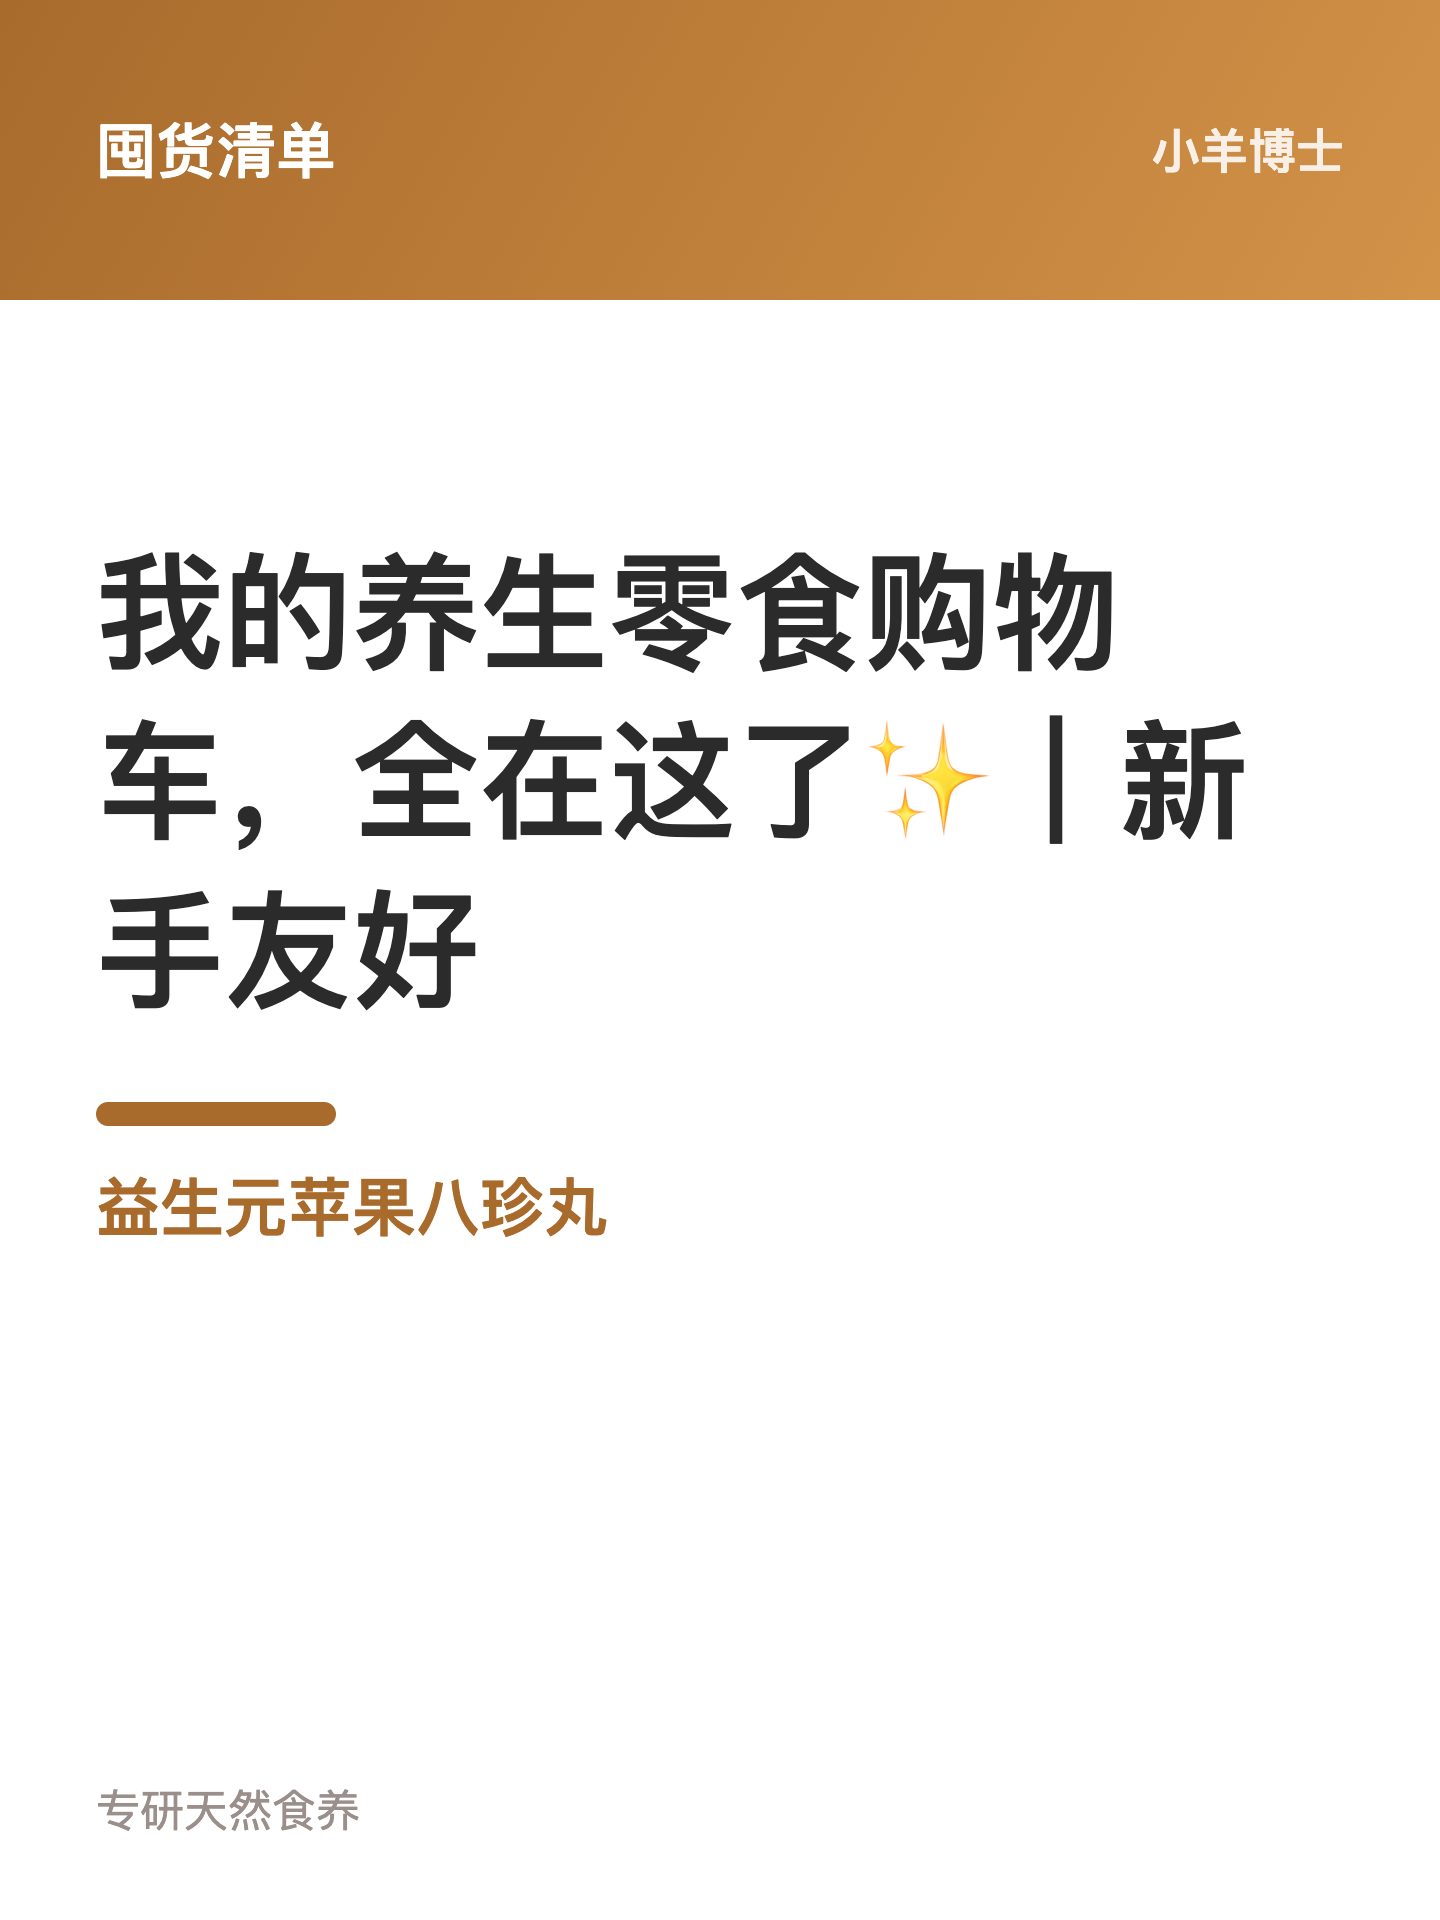 囤货清单
小羊博士
我的养生零食购物
车，全在这了✨｜新
手友好
益生元苹果八珍丸
专研天然食养